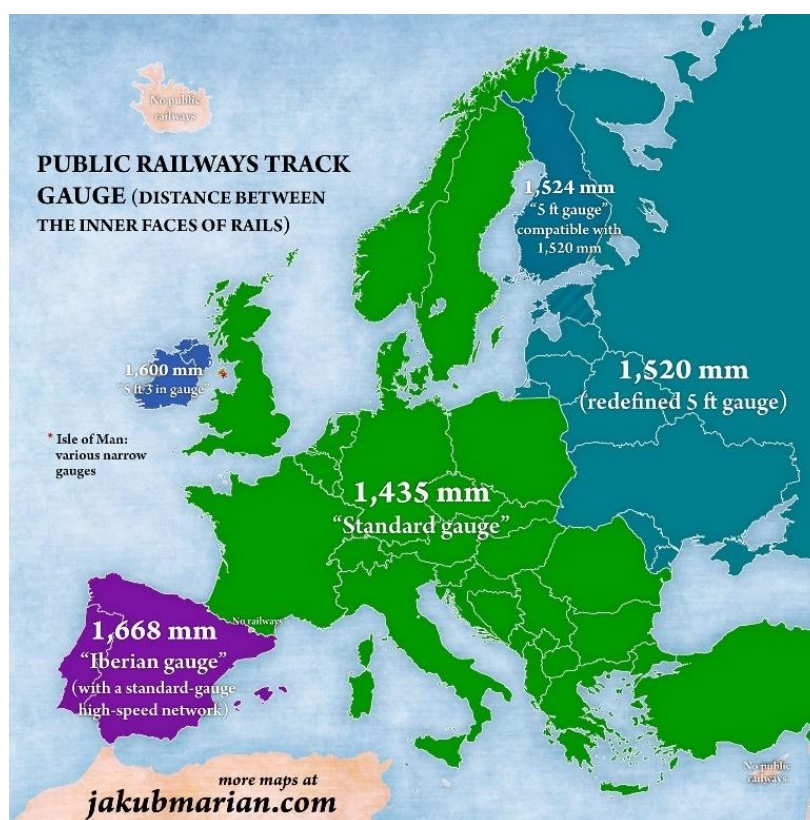 No public
railways
PUBLIC RAILWAYS TRACK
GAUGE (DISTANCE BETWEEN
THE INNER FACES OF RAILS)
1,524 mm
"5 ft gauge"
compatible with
1,520 mm
1,600 mm
"5 ft 3 in gauge"
1,520 mm
(redefined 5 ft gauge)
* Isle of Man:
various narrow
gauges
1,435 mm
"Standard gauge"
No railways
1,668 mm
"Iberian gauge"
(with a standard-gauge
high-speed network)
No public
railways
more maps at
jakubmarian.com